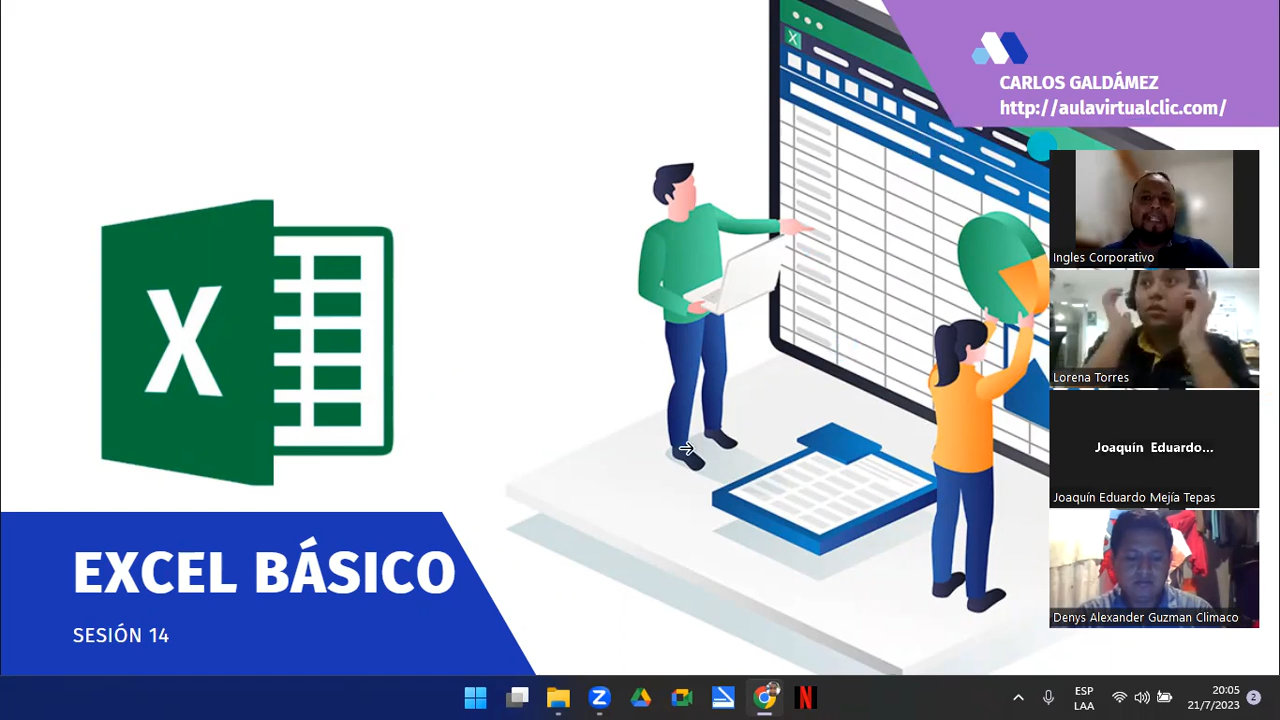 CARLOS GALDÁMEZ
http://aulavirtualclic.com/
X
X
EXCEL BÁSICO
SESIÓN 14
Ingles Corporativo
Lorena Torres
Joaquín Eduardo...
Joaquín Eduardo Mejía Tepas
Denys Alexander Guzman Climaco
N
ESP
LAA
20:05
21/7/2023
2